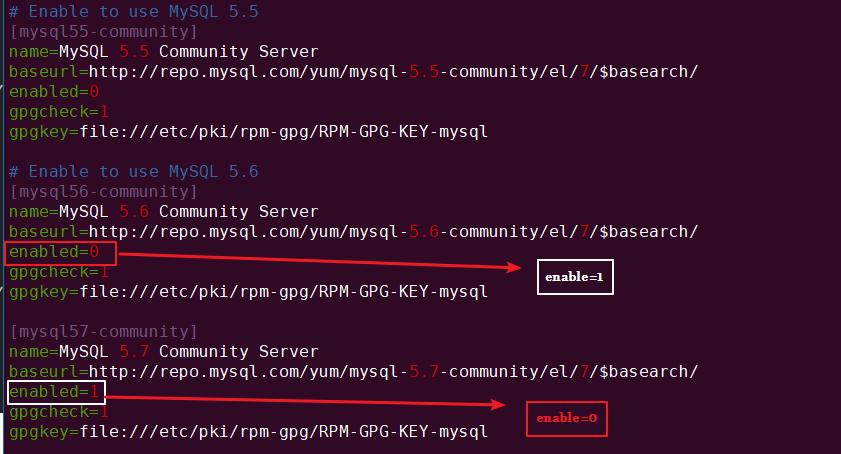 # Enable to use MySQL 5.5
[mysql55-community]
name=MySQL 5.5 Community Server
baseurl=http://repo.mysql.com/yum/mysql-5.5-community/el/7/$basearch/
enabled=0
gpgcheck=1
gpgkey=file:///etc/pki/rpm-gpg/RPM-GPG-KEY-mysql
# Enable to use MySQL 5.6
[mysql56-community]
name=MySQL 5.6 Community Server
baseurl=http://repo.mysql.com/yum/mysql-5.6-community/el/7/$basearch/
enabled=0
enable=1
gpgcheck=1
gpgkey=file:///etc/pki/rpm-gpg/RPM-GPG-KEY-mysql
[mysql57-community]
name=MySQL 5.7 Community Server
baseurl=http://repo.mysql.com/yum/mysql-5.7-community/el/7/$basearch/
enabled=1
enable=0
gpgcheck=1
gpgkey=file:///etc/pki/rpm-gpg/RPM-GPG-KEY-mysql